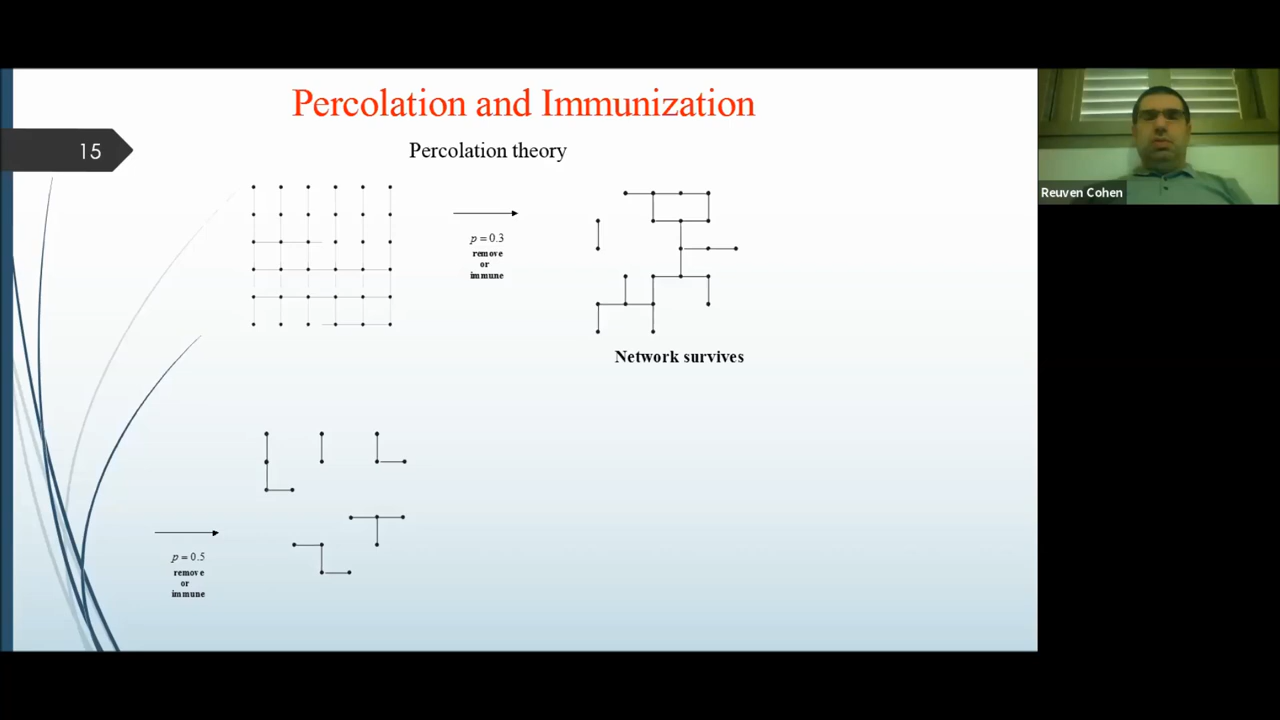 Percolation and Immunization
15
Percolation theory
p = 0.3
remove
or
immune
Network survives
p = 0.5
remove
or
immune
Reuven Cohen